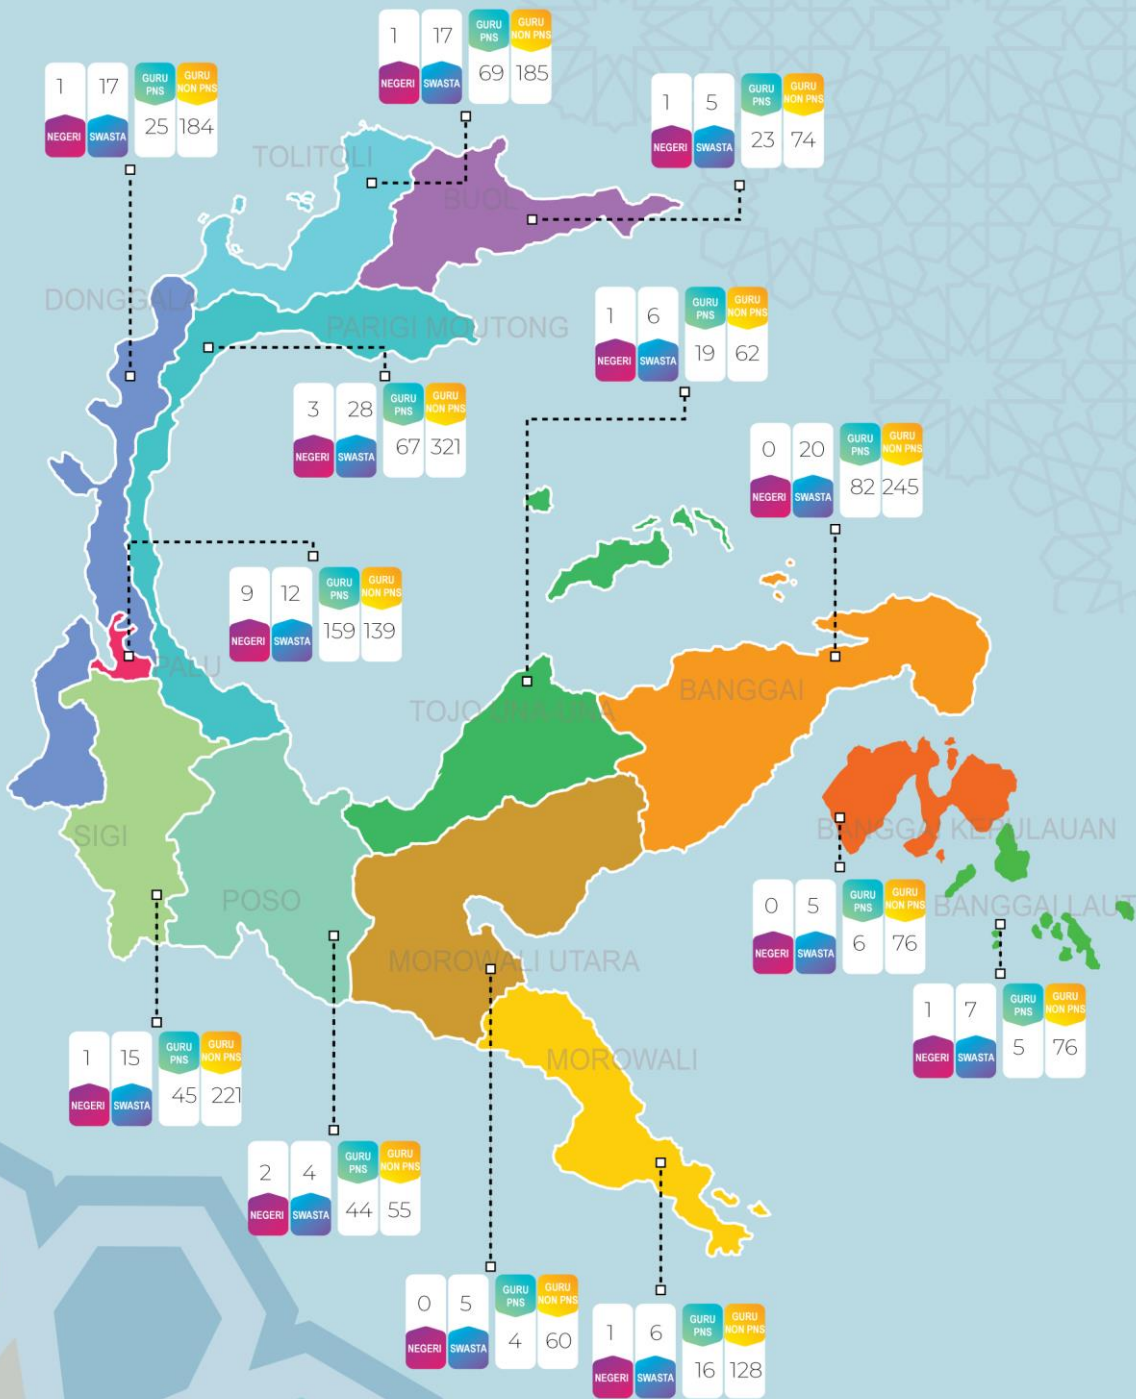 1 17 GURU PNS GURU NON PNS
NEGERI SWASTA 69 185
1 17 GURU PNS GURU NON PNS
NEGERI SWASTA 25 184
1 5 GURU PNS GURU NON PNS
NEGERI SWASTA 23 74
TOLITOLI
BUOL
DONGGALA
PARIGI MOUTONG
1 6 GURU PNS GURU NON PNS
NEGERI SWASTA 19 62
3 28 GURU PNS GURU NON PNS
NEGERI SWASTA 67 321
0 20 GURU PNS GURU NON PNS
NEGERI SWASTA 82 245
9 12 GURU PNS GURU NON PNS
NEGERI SWASTA 159 139
PALU
BANGGAI
TOJO UNA UNA
SIGI
BANGGAI KEPULAUAN
POSO
0 5 GURU PNS GURU NON PNS
NEGERI SWASTA 6 76
BANGGAI LAUT
MOROWALI UTARA
1 7 GURU PNS GURU NON PNS
NEGERI SWASTA 5 76
1 15 GURU PNS GURU NON PNS
NEGERI SWASTA 45 221
MOROWALI
2 4 GURU PNS GURU NON PNS
NEGERI SWASTA 44 55
0 5 GURU PNS GURU NON PNS
NEGERI SWASTA 4 60
1 6 GURU PNS GURU NON PNS
NEGERI SWASTA 16 128